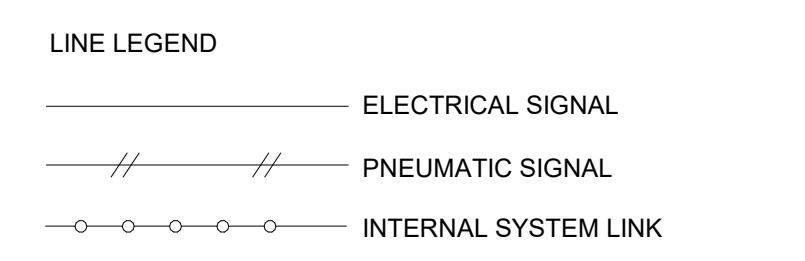 LINE LEGEND
ELECTRICAL SIGNAL
PNEUMATIC SIGNAL
INTERNAL SYSTEM LINK